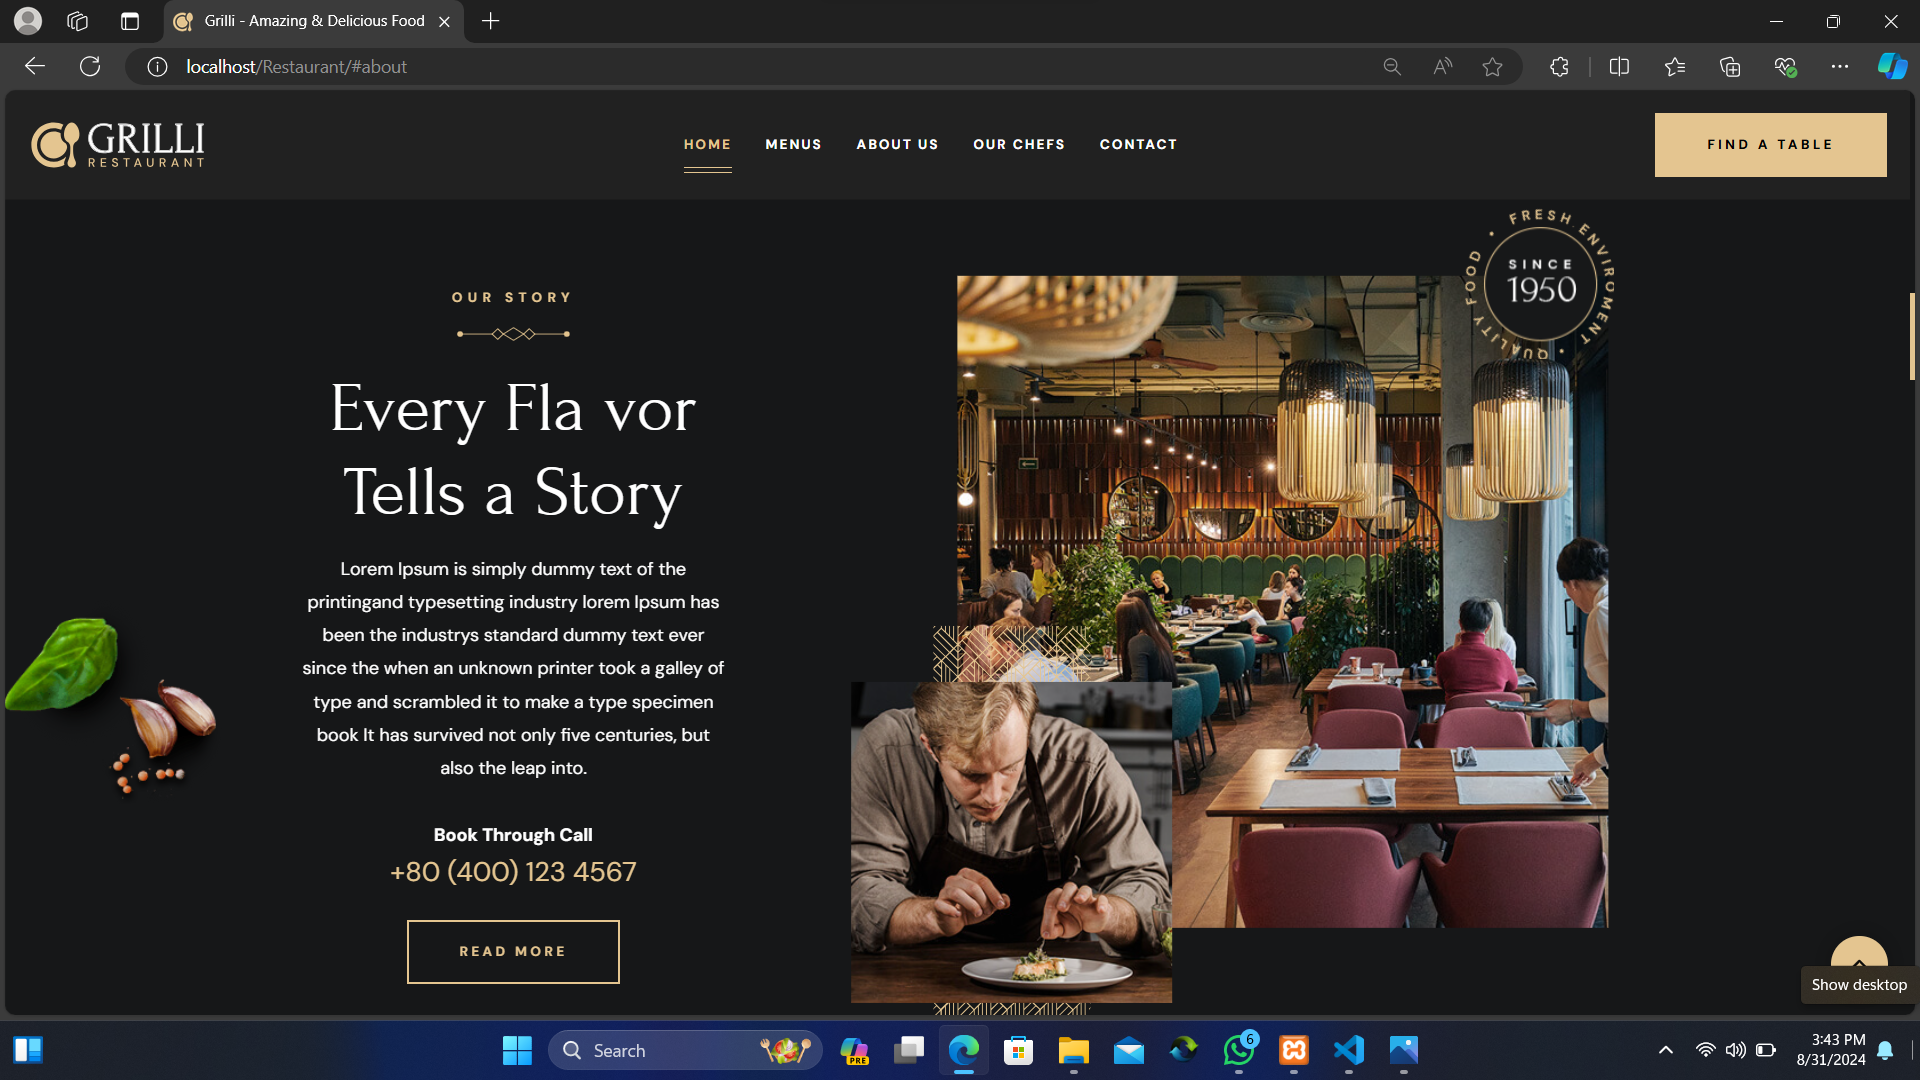 Grilli - Amazing & Delicious Food
localhost/Restaurant/#about
GRILLI
RESTAURANT
HOME
MENUS
ABOUT US
OUR CHEFS
CONTACT
FIND A TABLE
FRESH ENVIROMENT • QUALITY FOOD •
SINCE
1950
OUR STORY
Every Fla vor
Tells a Story
Lorem Ipsum is simply dummy text of the
printingand typesetting industry lorem Ipsum has
been the industrys standard dummy text ever
since the when an unknown printer took a galley of
type and scrambled it to make a type specimen
book It has survived not only five centuries, but
also the leap into.
Book Through Call
+80 (400) 123 4567
READ MORE
Show desktop
Search
PRE
6
3:43 PM
8/31/2024